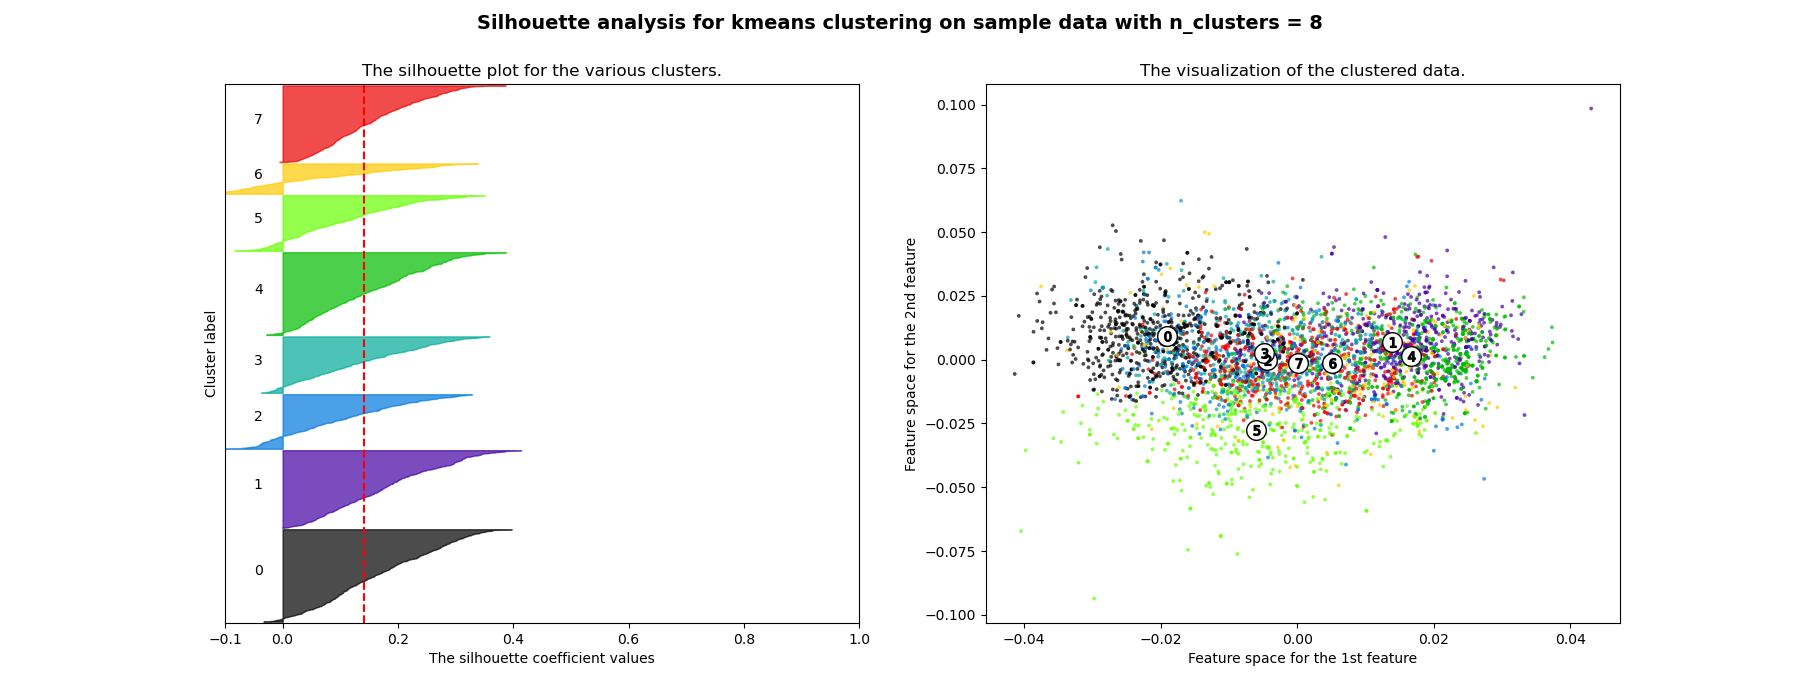 Silhouette analysis for kmeans clustering on sample data with n_clusters = 8
The silhouette plot for the various clusters.
7
6
5
4
3
2
1
0
Cluster label
−0.1 0.0 0.2 0.4 0.6 0.8 1.0
The silhouette coefficient values
The visualization of the clustered data.
0.100
0.075
0.050
0.025
0.000
−0.025
−0.050
−0.075
−0.100
Feature space for the 2nd feature
0 3 2 7 6 1 4
5
−0.04 −0.02 0.00 0.02 0.04
Feature space for the 1st feature